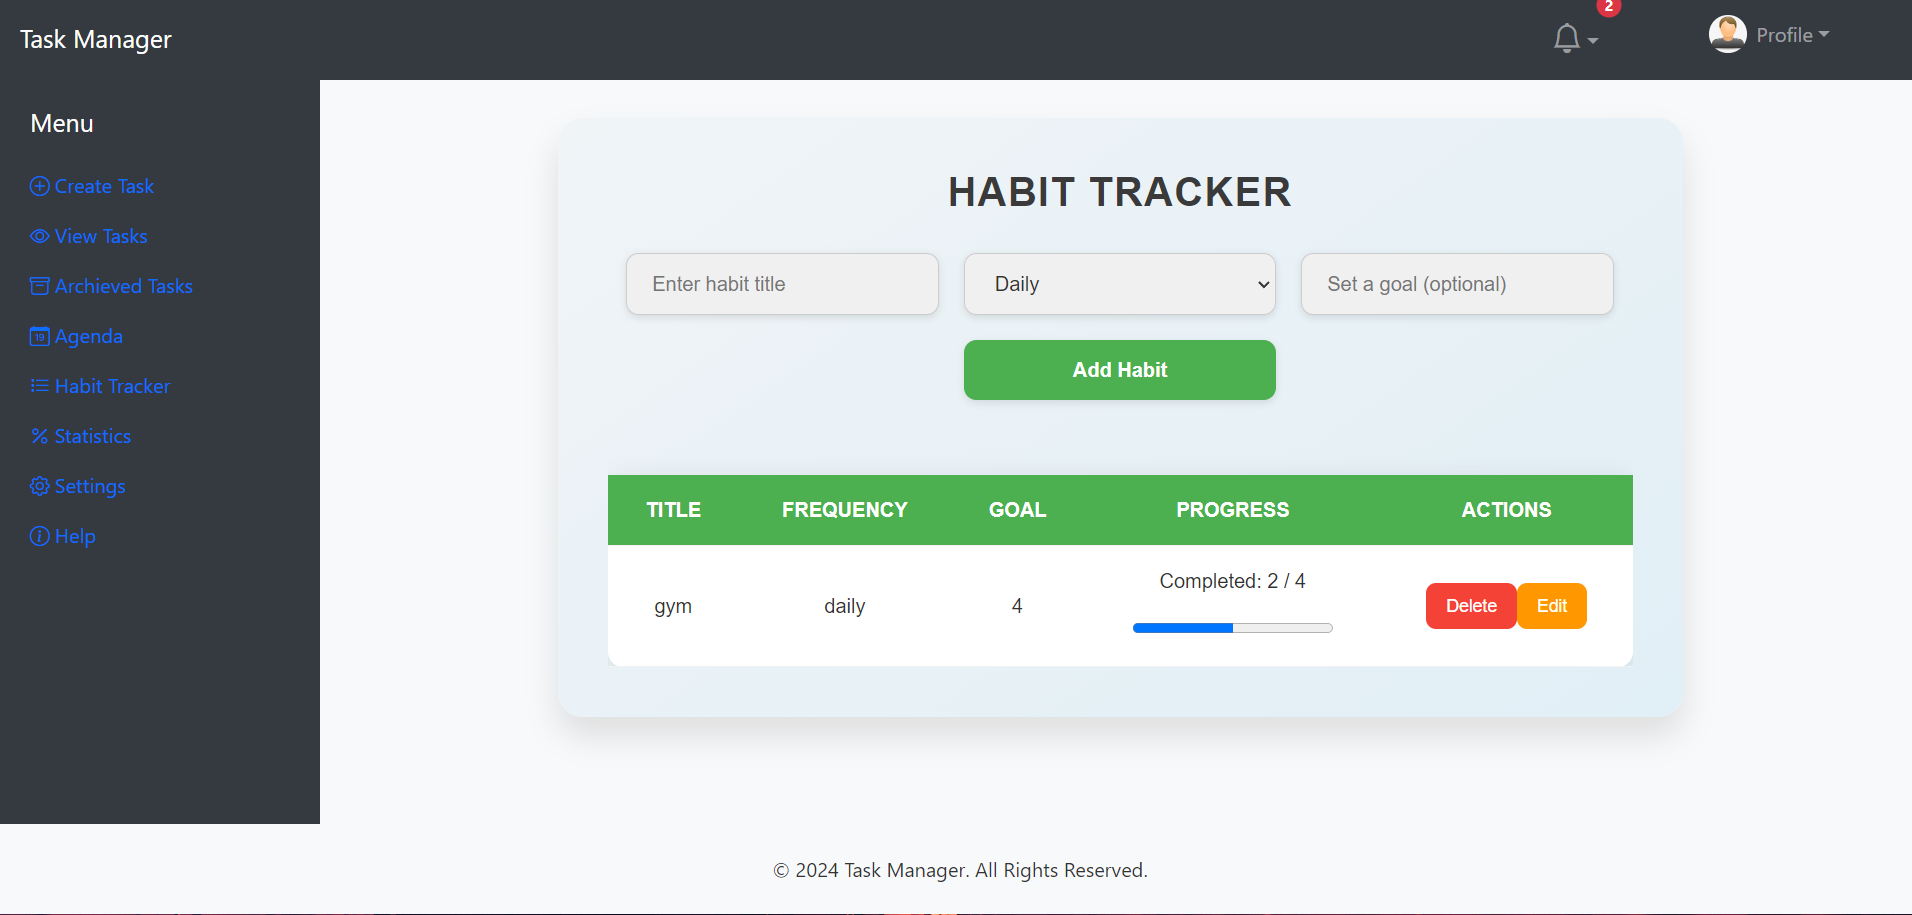 Task Manager
2
Profile
Menu
Create Task
View Tasks
Archieved Tasks
19 Agenda
Habit Tracker
Statistics
Settings
Help
HABIT TRACKER
Enter habit title
Daily
Set a goal (optional)
Add Habit
TITLE FREQUENCY GOAL PROGRESS ACTIONS
gym daily 4 Completed: 2 / 4 Delete Edit
© 2024 Task Manager. All Rights Reserved.